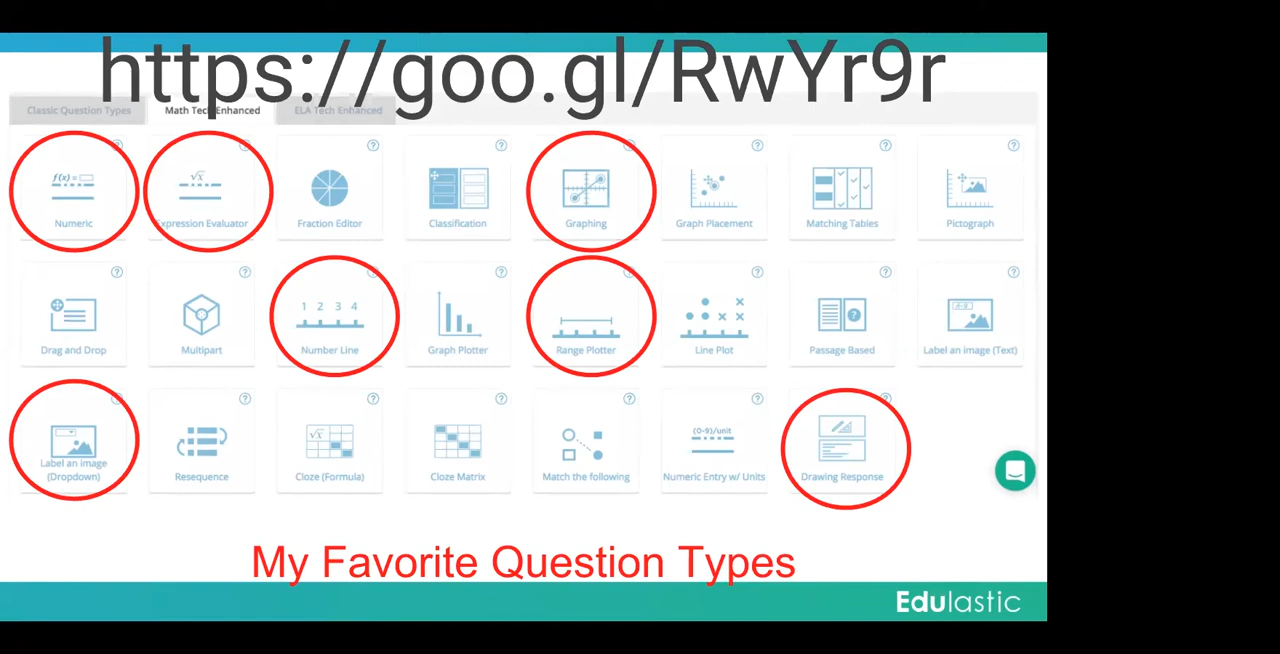 https://goo.gl/RwYr9r
Classic Question Types Math Tech Enhanced ELA Tech Enhanced
f(x) = √x
Numeric Expression Evaluator Fraction Editor Classification Graphing Graph Placement Matching Tables Pictograph
1 2 3 4
Drag and Drop Multipart Number Line Graph Plotter Range Plotter Line Plot Passage Based Label an image (Text)
√x (0-9)/unit
Label an image
(Dropdown) Resequence Cloze (Formula) Cloze Matrix Match the following Numeric Entry w/ Units Drawing Response
My Favorite Question Types
Edulastic